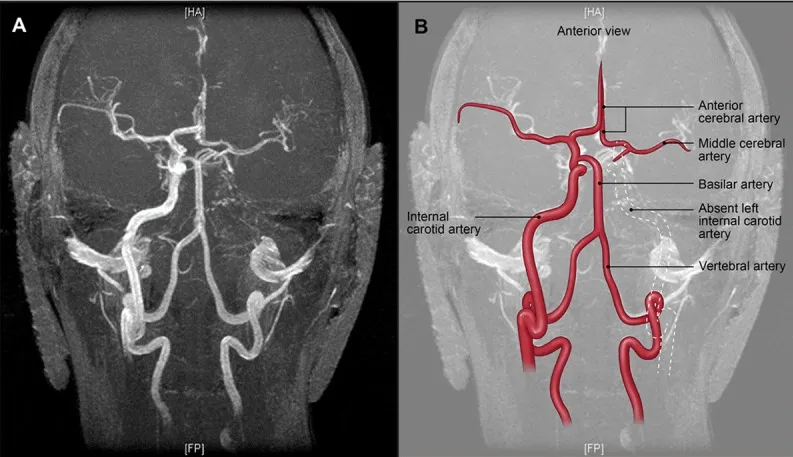 A
[HA]
[FP]
B
[HA]
Anterior view
Anterior
cerebral artery
Middle cerebral
artery
Basilar artery
Absent left
internal carotid
artery
Internal
carotid artery
Vertebral artery
[FP]